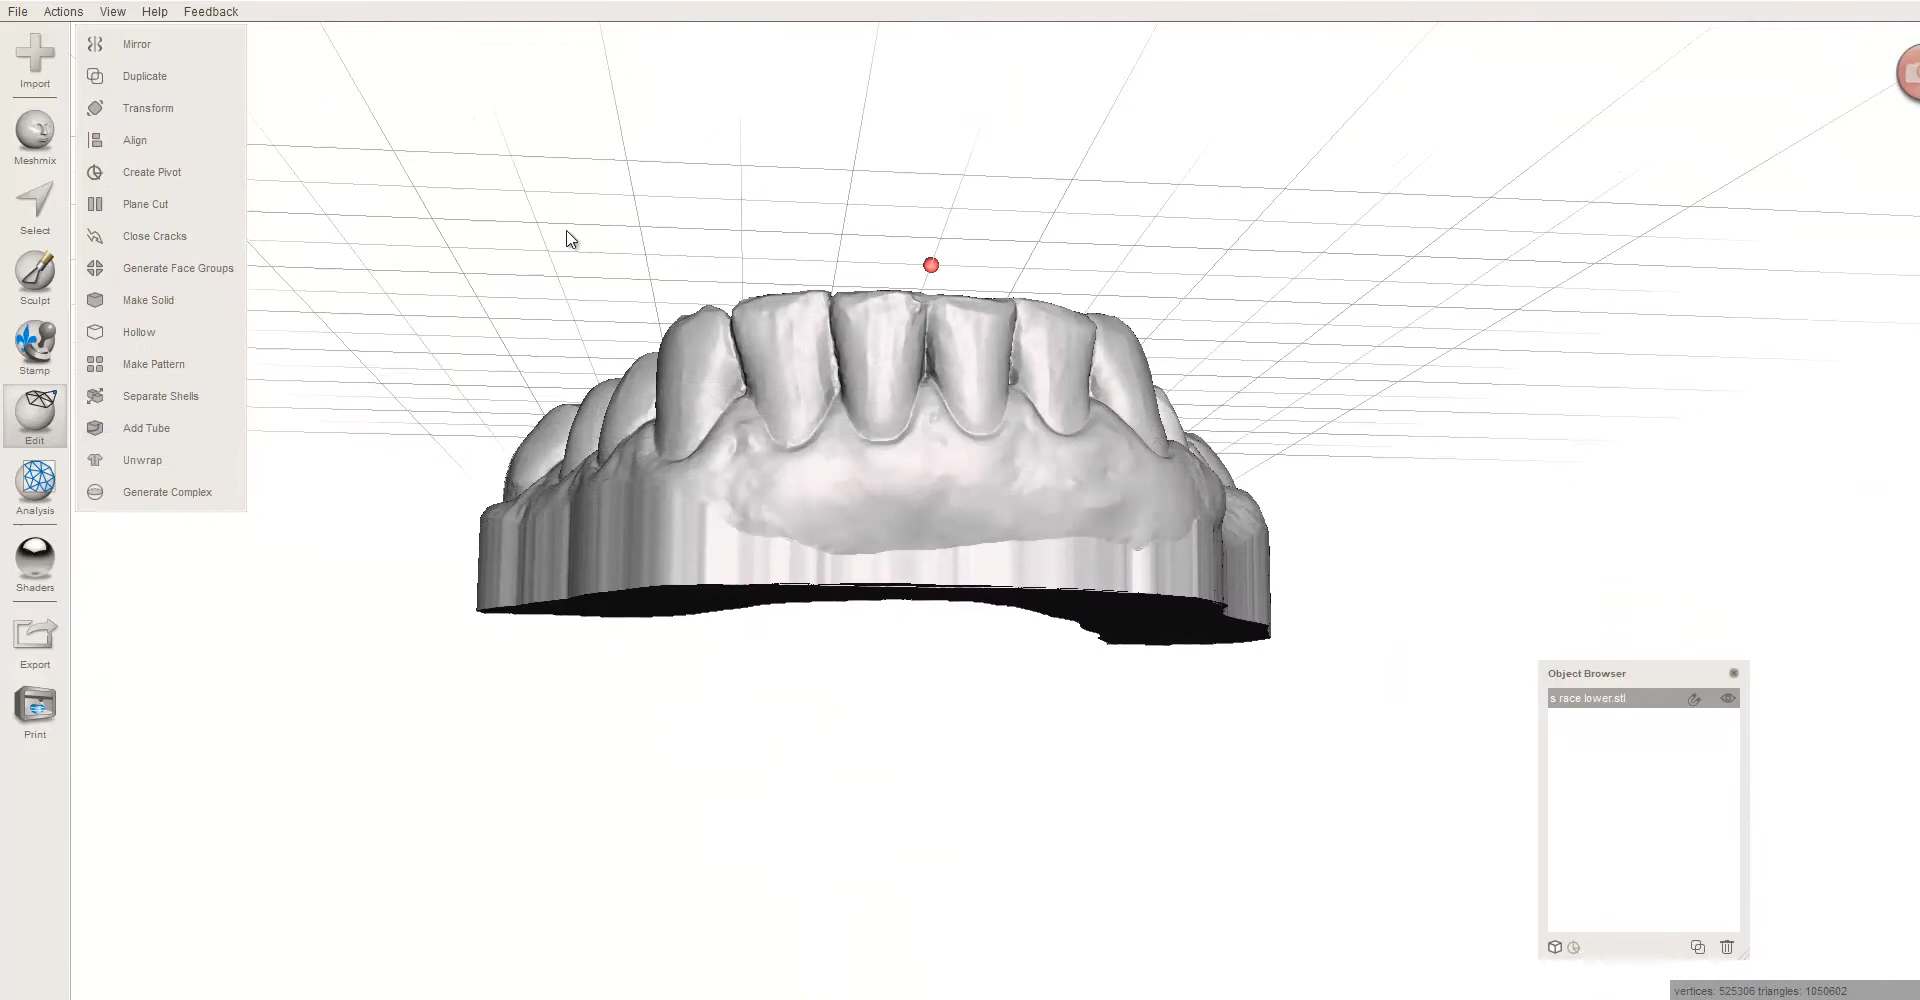 File Actions View Help Feedback
Import
Meshmix
Select
Sculpt
Stamp
Edit
Analysis
Shaders
Export
Print
Mirror
Duplicate
Transform
Align
Create Pivot
Plane Cut
Close Cracks
Generate Face Groups
Make Solid
Hollow
Make Pattern
Separate Shells
Add Tube
Unwrap
Generate Complex
Object Browser
s race lower.stl
vertices: 525306 triangles: 1050602